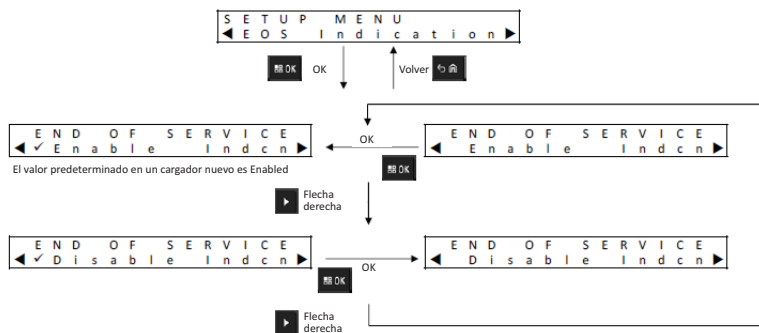 SETUP MENU
◀EOS Indication▶
OK OK Volver
END OF SERVICE
◀✓Enable Indcn▶
OK
END OF SERVICE
◀ Enable Indcn▶
OK
El valor predeterminado en un cargador nuevo es Enabled
Flecha
derecha
END OF SERVICE
◀✓Disable Indcn▶
OK
END OF SERVICE
◀ Disable Indcn▶
OK
Flecha
derecha